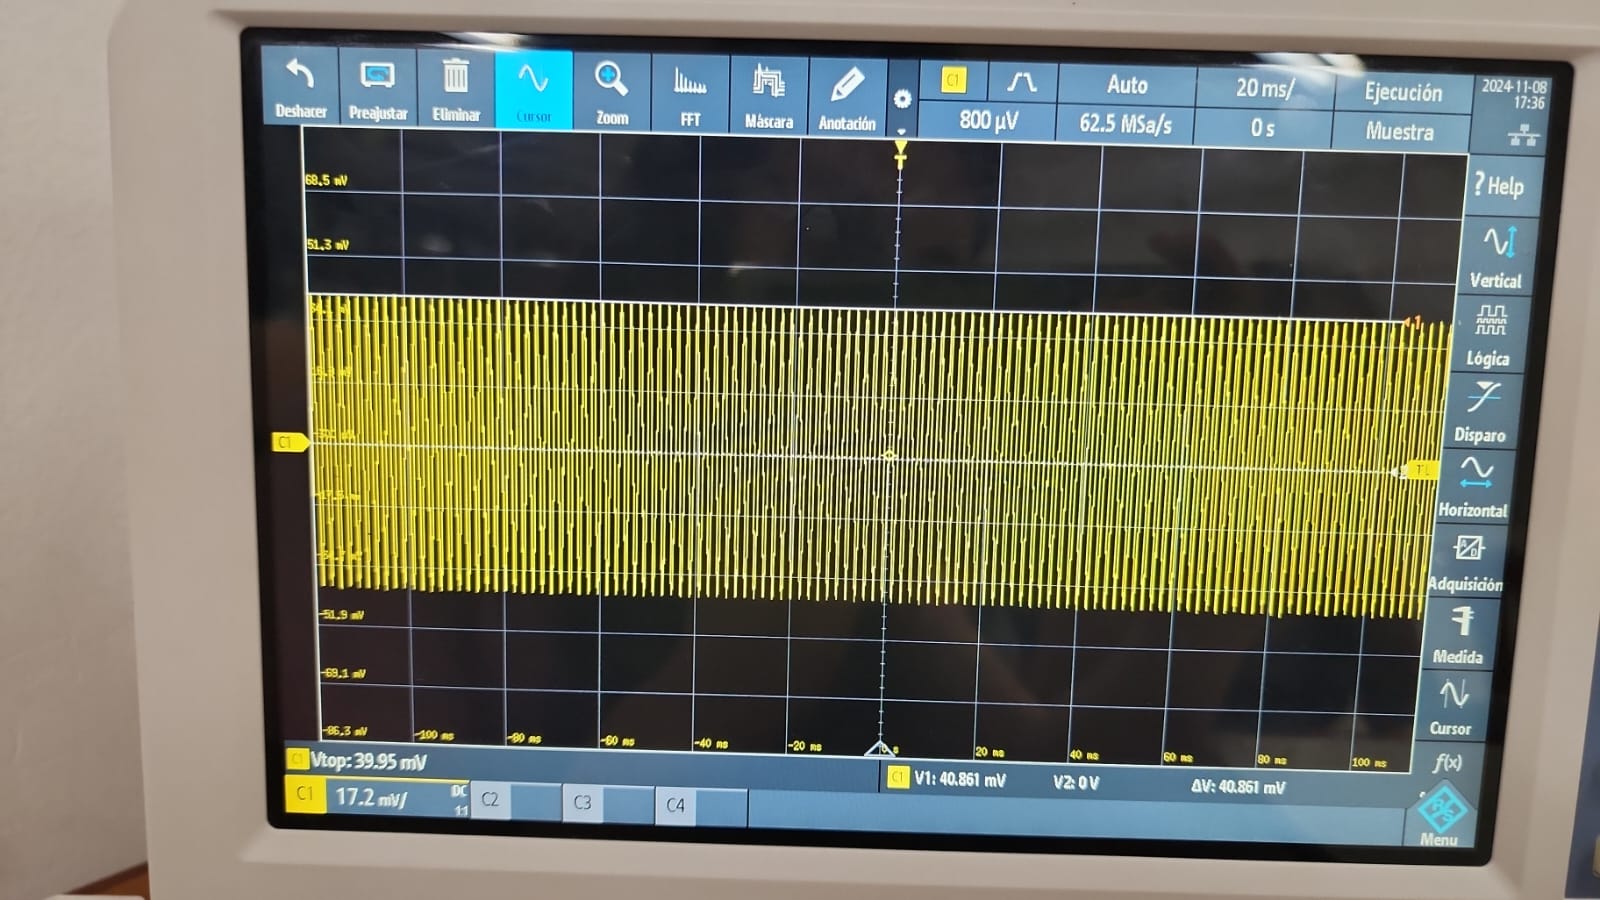 Deshacer Preajustar Eliminar Cursor Zoom FFT Máscara Anotación
C1 Auto 20 ms/ Ejecución 2024-11-08
17:36
800 µV 62.5 MSa/s 0 s Muestra
T
? Help
68.5 mV
51.3 mV
Vertical
1
Lógica
Disparo
C1
TL
Horizontal
Adquisición
-51.9 mV
Medida
-69.1 mV
Cursor
-86.3 mV
-100 ms -80 ms -60 ms -40 ms -20 ms 0 s 20 ms 40 ms 60 ms 80 ms 100 ms
f(x)
C1 Vtop: 39.95 mV
C1 V1: 40.861 mV V2: 0 V ΔV: 40.861 mV
C1 17.2 mV/ DC
1:1
C2 C3 C4
R&S
Menu